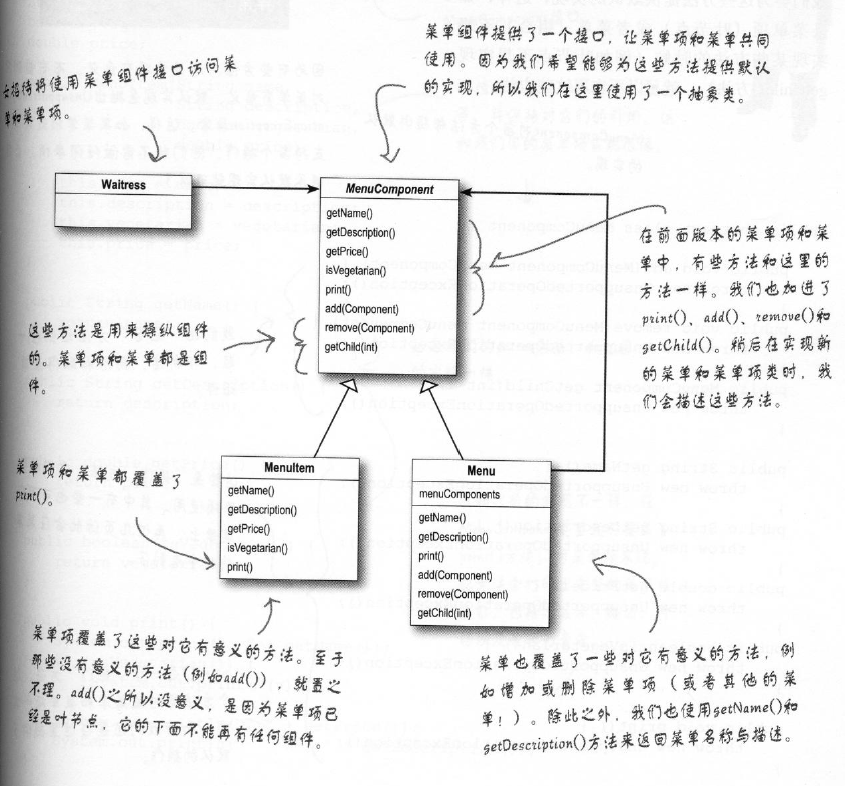 菜单组件提供了一个接口，让菜单项和菜单共同
使用。因为我们希望能够为这些方法提供默认
的实现，所以我们在这里使用了一个抽象类。
女招待将使用菜单组件接口访问菜
单和菜单项。
Waitress
MenuComponent
getName()
getDescription()
getPrice()
isVegetarian()
print()
add(Component)
remove(Component)
getChild(int)
在前面版本的菜单项和菜
单中，有些方法和这里的
方法一样。我们也加进了
print()、add()、remove()和
getChild()。稍后在实现新
的菜单和菜单项类时，我
们会描述这些方法。
这些方法是用来操纵组件
的。菜单项和菜单都是组
件。
菜单项和菜单都覆盖了
print()。
MenuItem
getName()
getDescription()
getPrice()
isVegetarian()
print()
Menu
menuComponents
getName()
getDescription()
print()
add(Component)
remove(Component)
getChild(int)
菜单项覆盖了这些对它有意义的方法。至于
那些没有意义的方法（例如add()），就置之
不理。add()之所以没意义，是因为菜单项已
经是叶节点，它的下面不能再有任何组件。
菜单也覆盖了一些对它有意义的方法，例
如增加或删除菜单项（或者其他的菜
单！）。除此之外，我们也使用getName()和
getDescription()方法来返回菜单名称与描述。